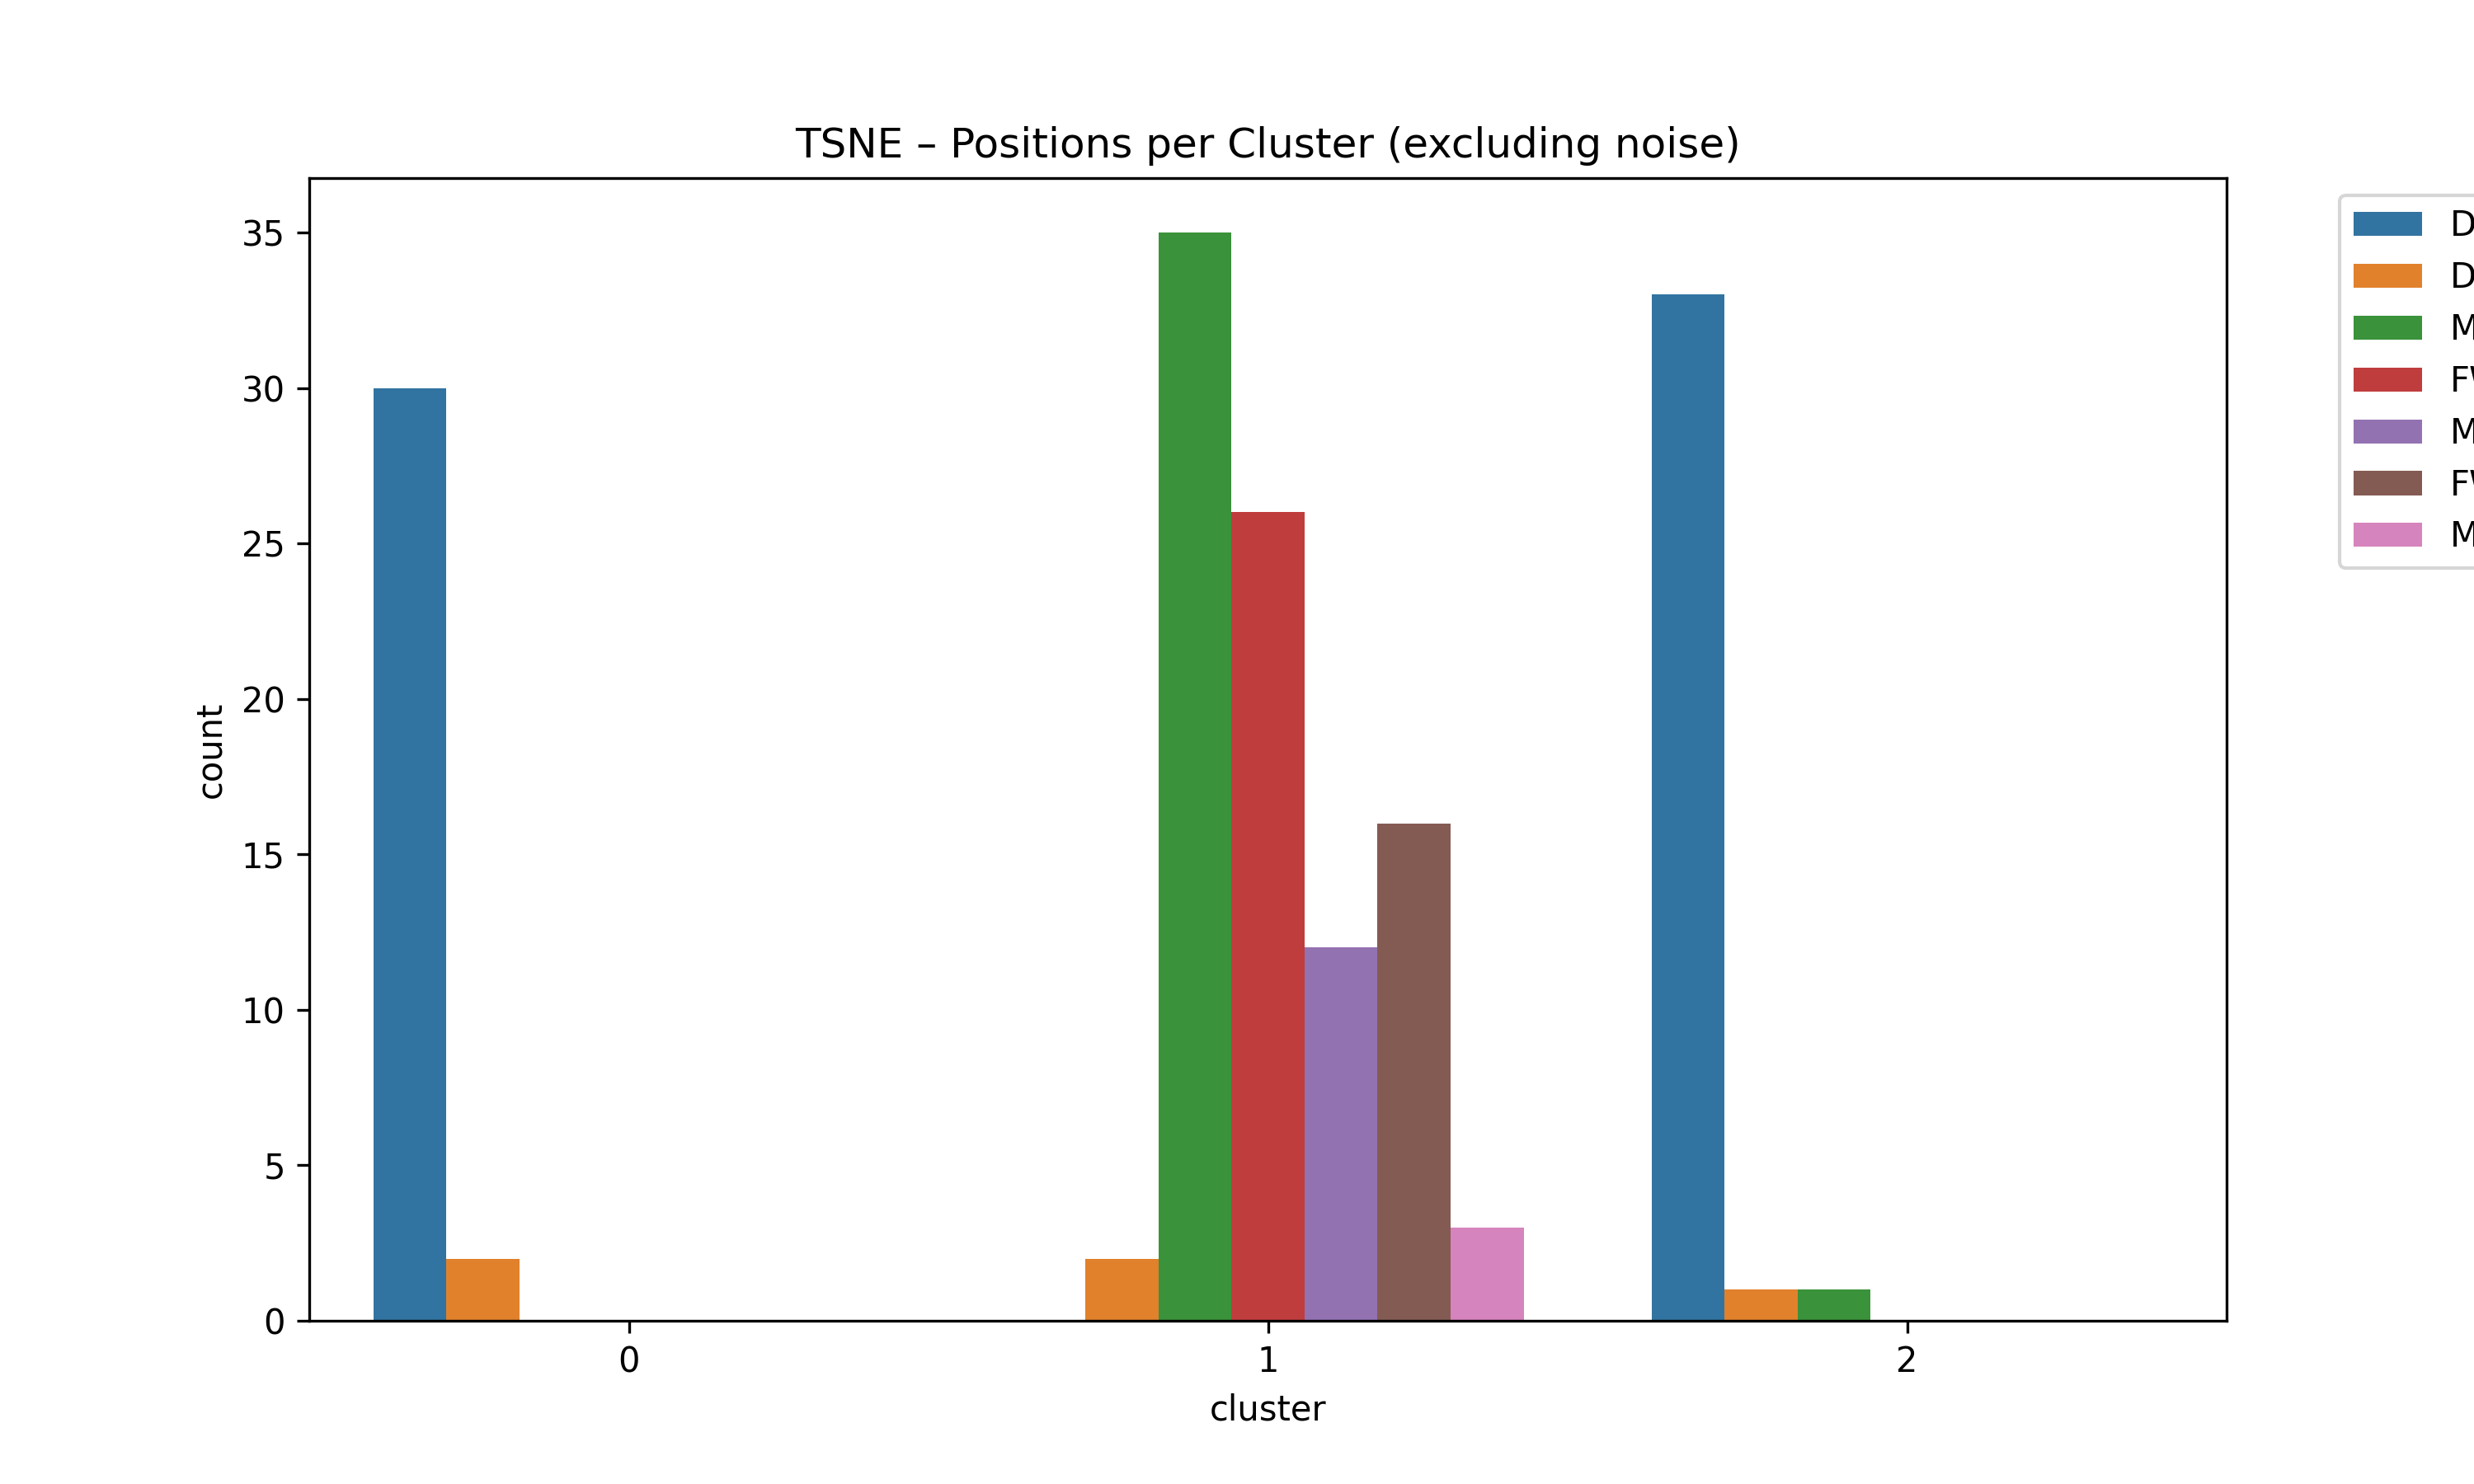 TSNE – Positions per Cluster (excluding noise)
35
30
25
20
15
10
5
0
count
0
1
2
cluster
D
D
M
F
M
F
M